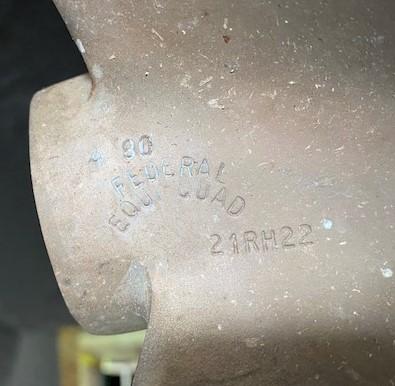 80
FEDERAL
EQUI-QUAD
21RH22